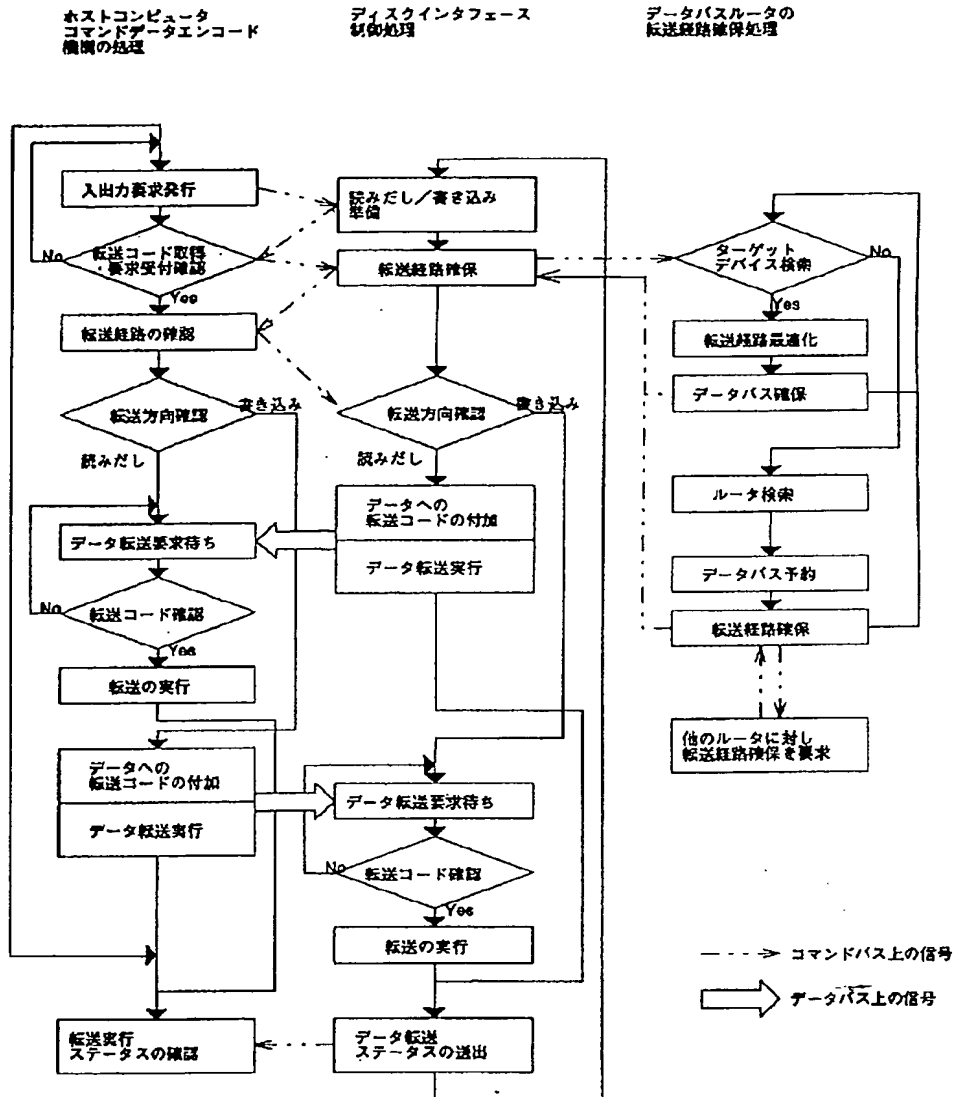 ホストコンピュータ
コマンドデータエンコード
機関の処理
ディスクインタフェース
制御処理
データバスルータの
転送経路確保処理
入出力要求発行
転送コード取得
要求受付確認
No
Yes
転送経路の確認
転送方向確認
書き込み
読みだし
データ転送要求待ち
転送コード確認
No
Yes
転送の実行
データへの
転送コードの付加
データ転送実行
転送実行
ステータスの確認
読みだし/書き込み
準備
転送経路確保
転送方向確認
書き込み
読みだし
データへの
転送コードの付加
データ転送実行
データ転送要求待ち
転送コード確認
No
Yes
転送の実行
データ転送
ステータスの送出
ターゲット
デバイス検索
No
Yes
転送経路最適化
データバス確保
ルータ検索
データバス予約
転送経路確保
他のルータに対し
転送経路確保を要求
コマンドバス上の信号
データバス上の信号